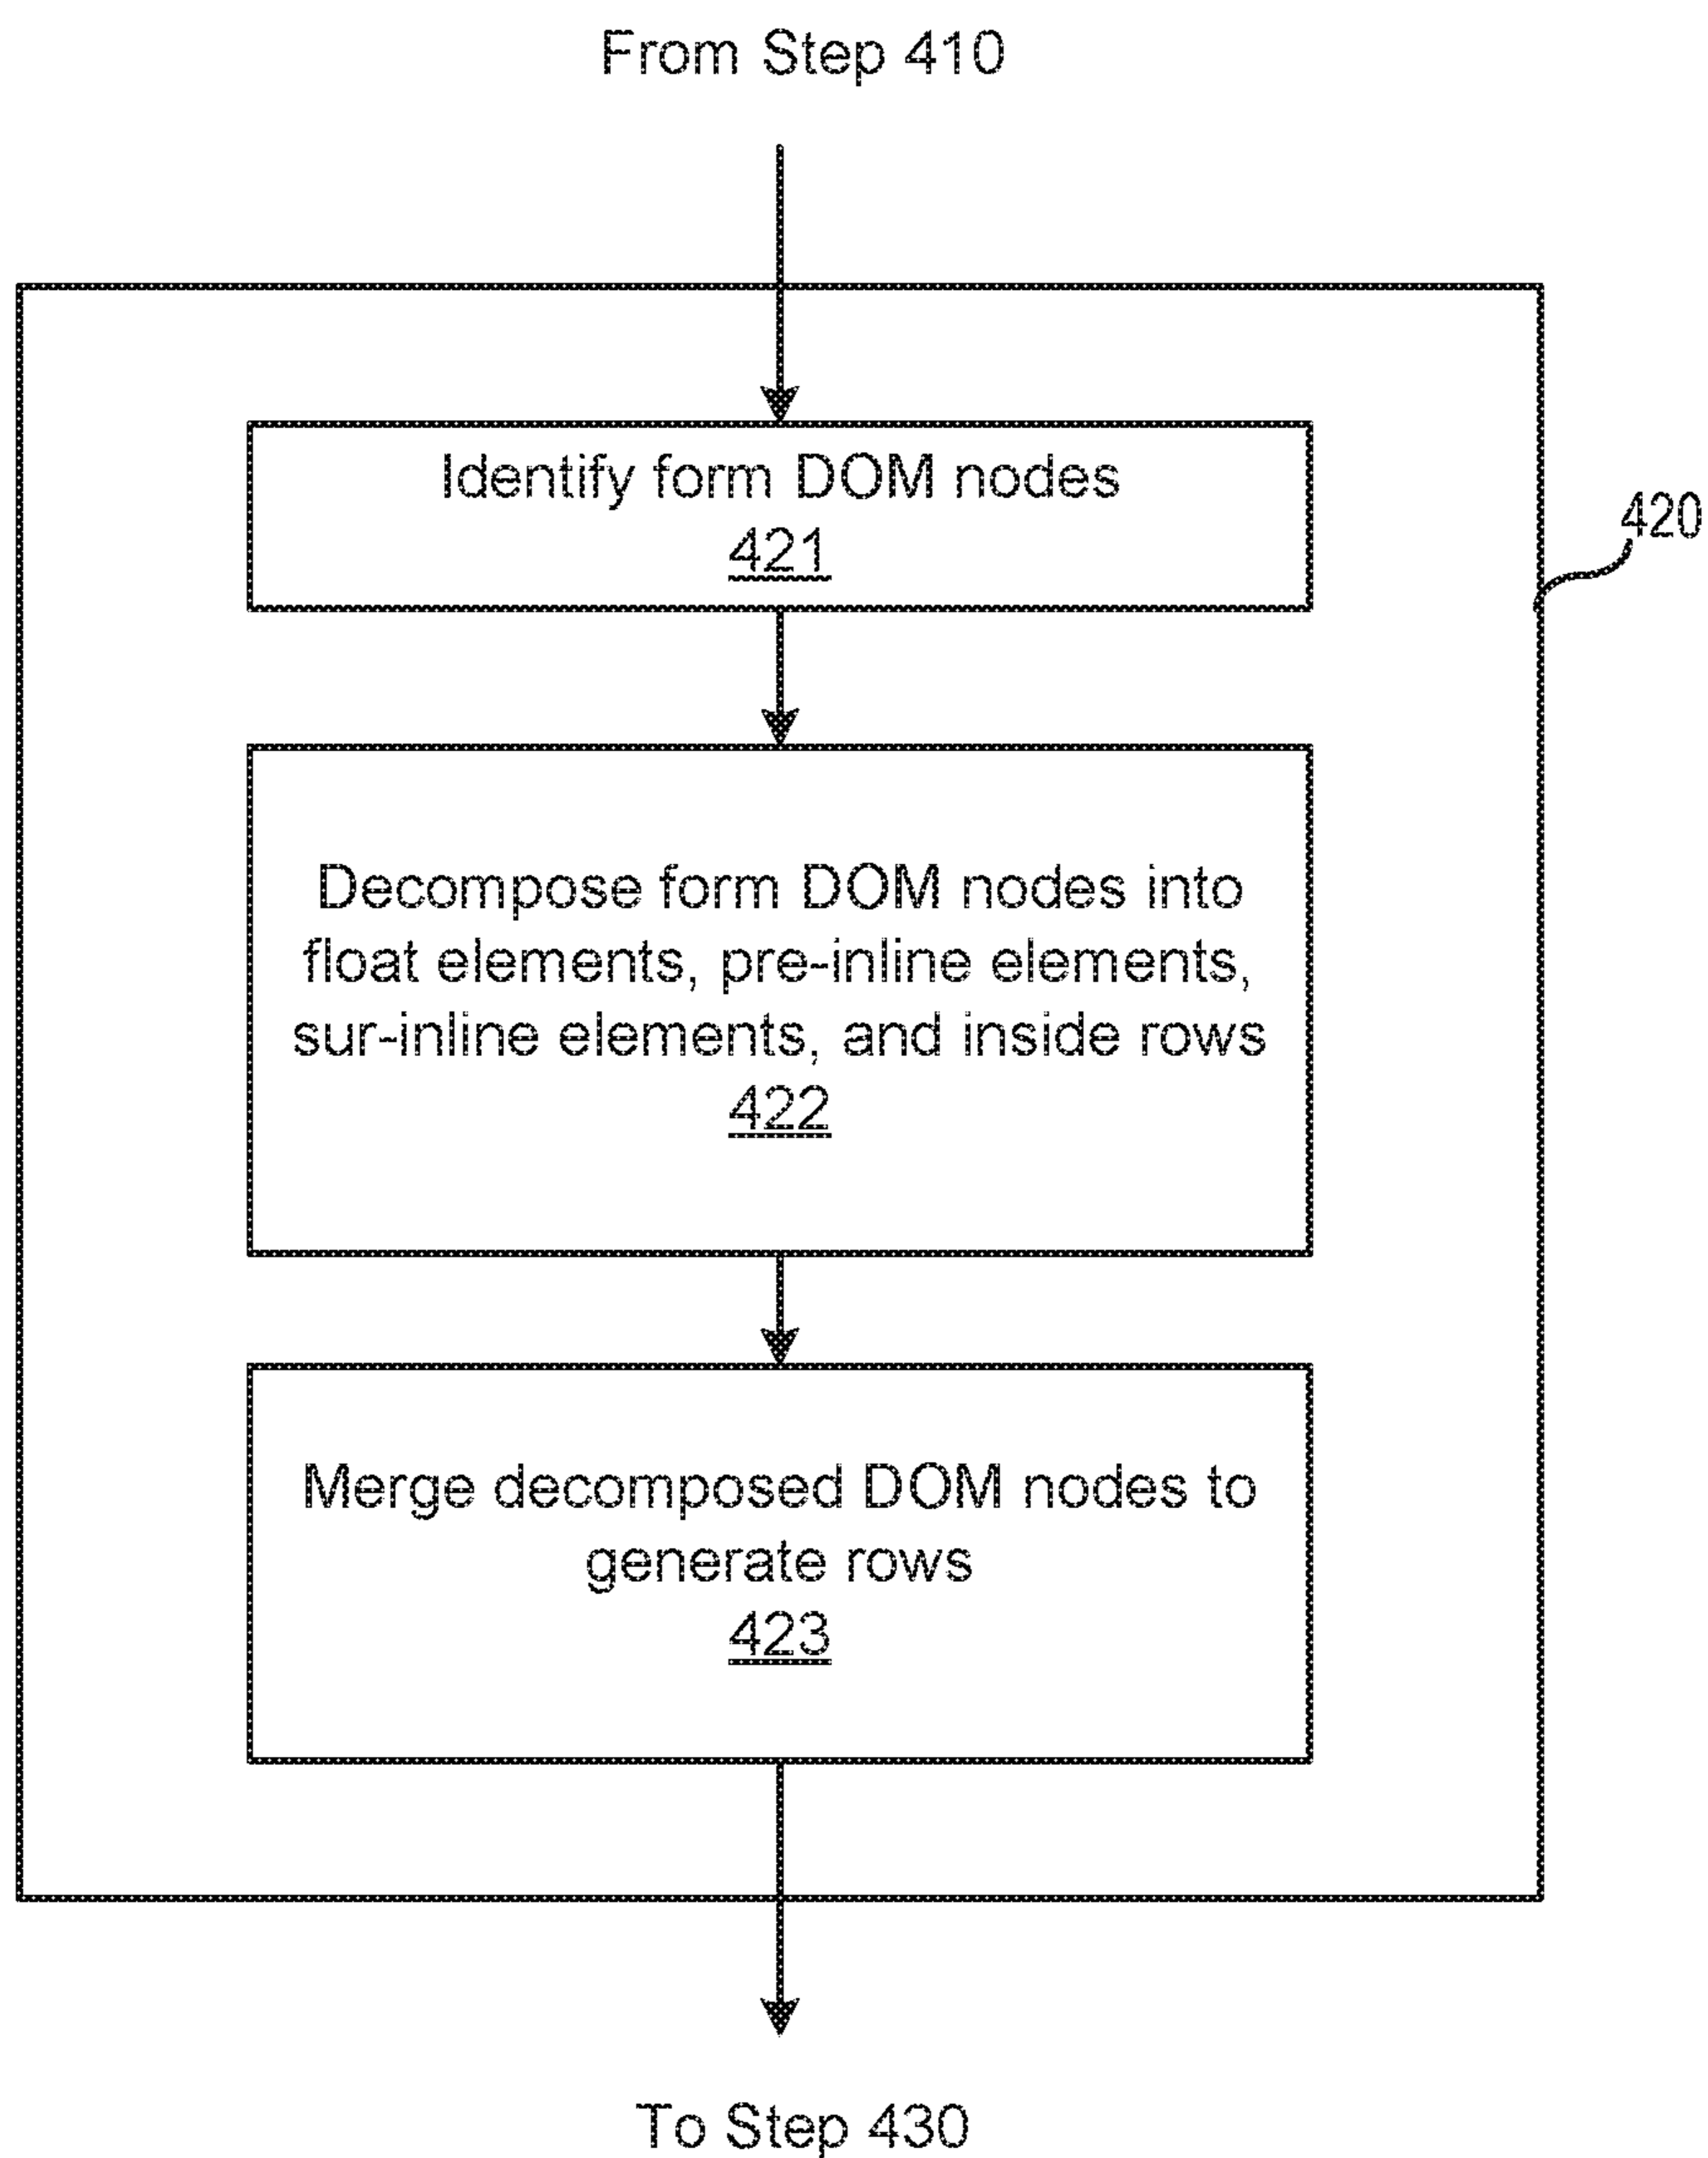 From Step 410
Identify form DOM nodes
421
420
Decompose form DOM nodes into
float elements, pre-inline elements,
sur-inline elements, and inside rows
422
Merge decomposed DOM nodes to
generate rows
423
To Step 430